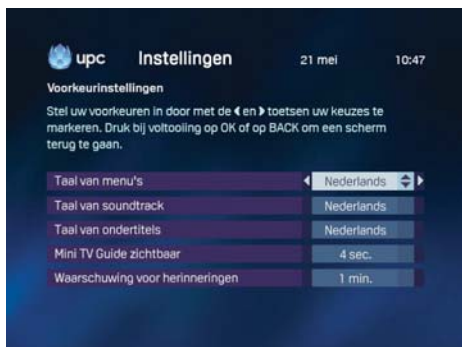 upc Instellingen 21 mei 10:47
Voorkeurinstellingen
Stel uw voorkeuren in door met de ◀ en ▶ toetsen uw keuzes te
markeren. Druk bij voltooiing op OK of op BACK om een scherm
terug te gaan.
Taal van menu's Nederlands
Taal van soundtrack Nederlands
Taal van ondertitels Nederlands
Mini TV Guide zichtbaar 4 sec.
Waarschuwing voor herinneringen 1 min.